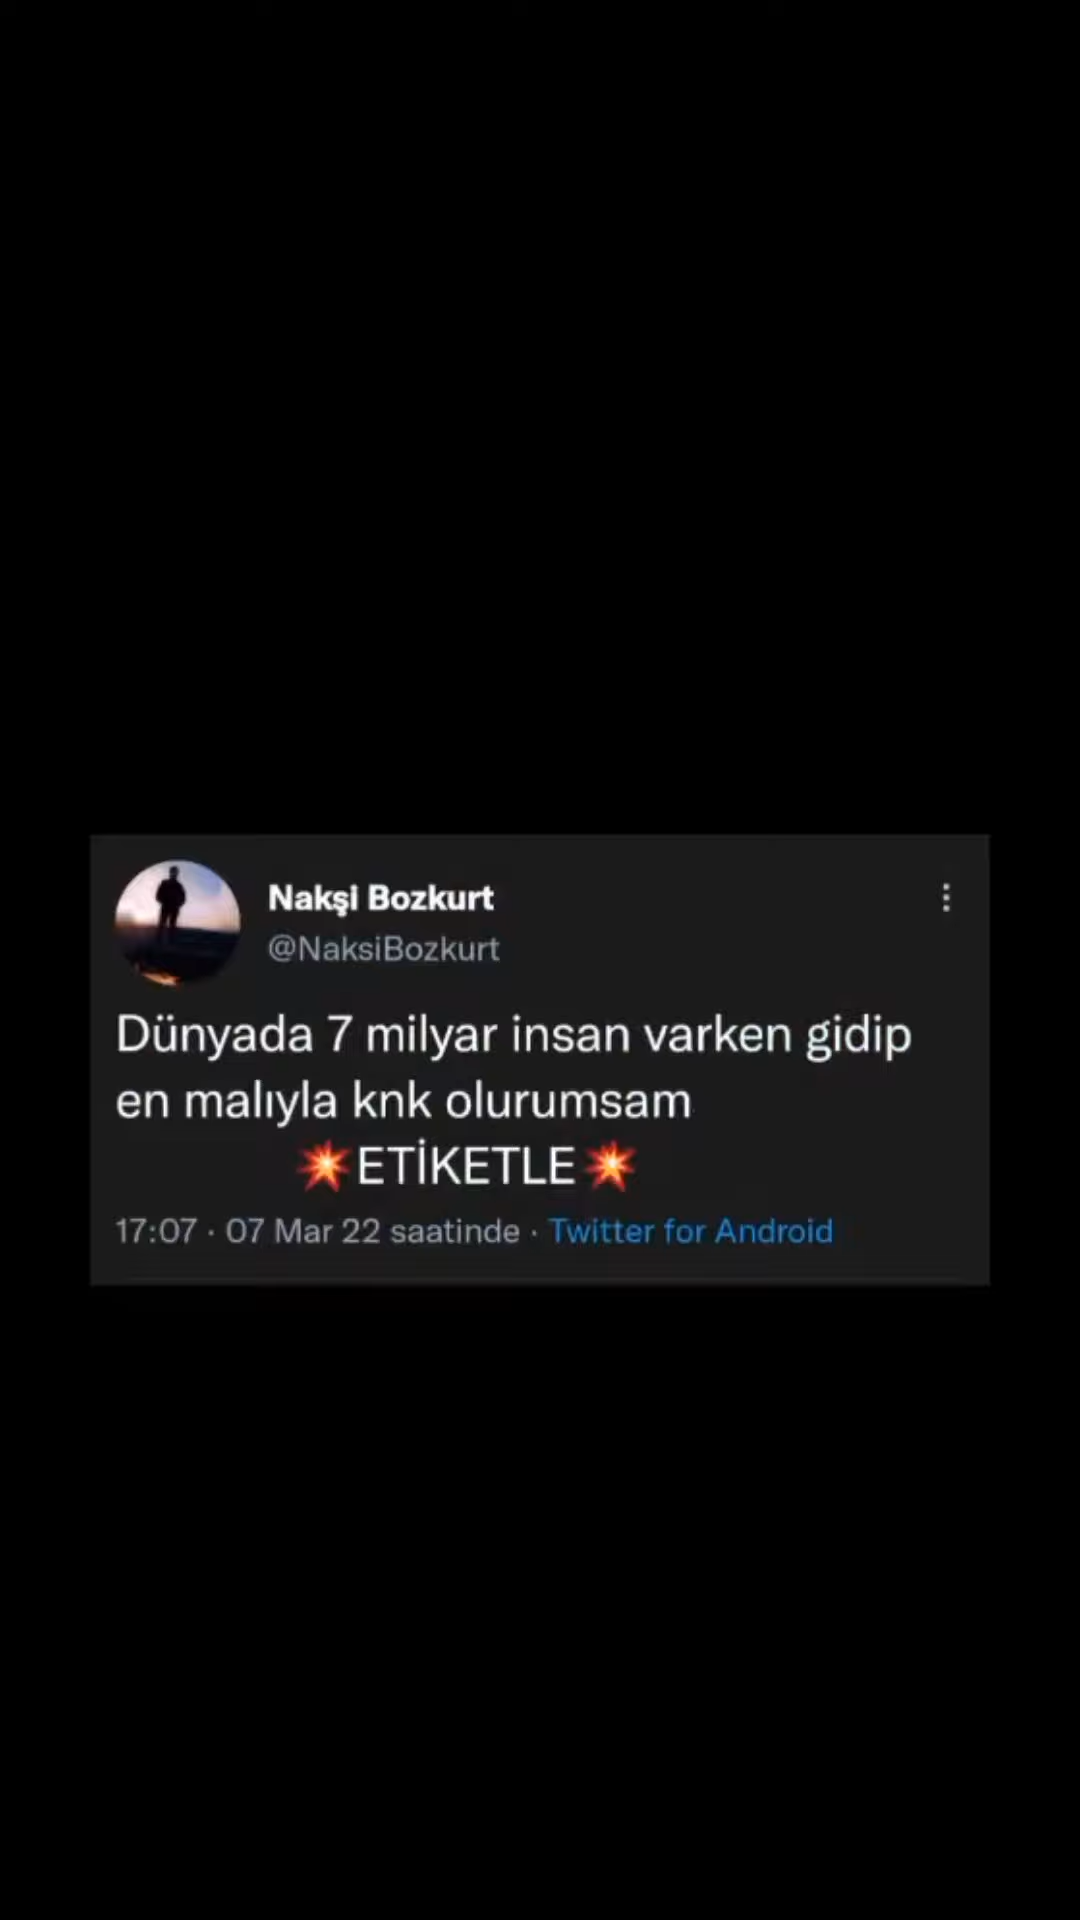 Nakşi Bozkurt
@NaksiBozkurt
Dünyada 7 milyar insan varken gidip
en malıyla knk olurumsam
💥ETİKETLE💥
17:07 · 07 Mar 22 saatinde · Twitter for Android